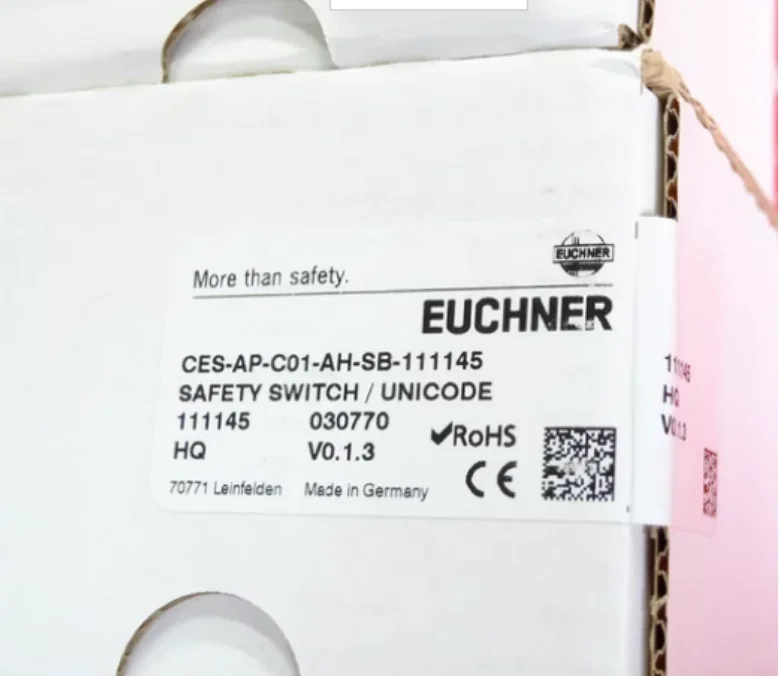 EUCHNER
More than safety.
EUCHNER
CES-AP-C01-AH-SB-111145
SAFETY SWITCH / UNICODE
111145 030770
HQ V0.1.3
✔RoHS
CE
70771 Leinfelden Made in Germany
111145
HQ
V0.1.3